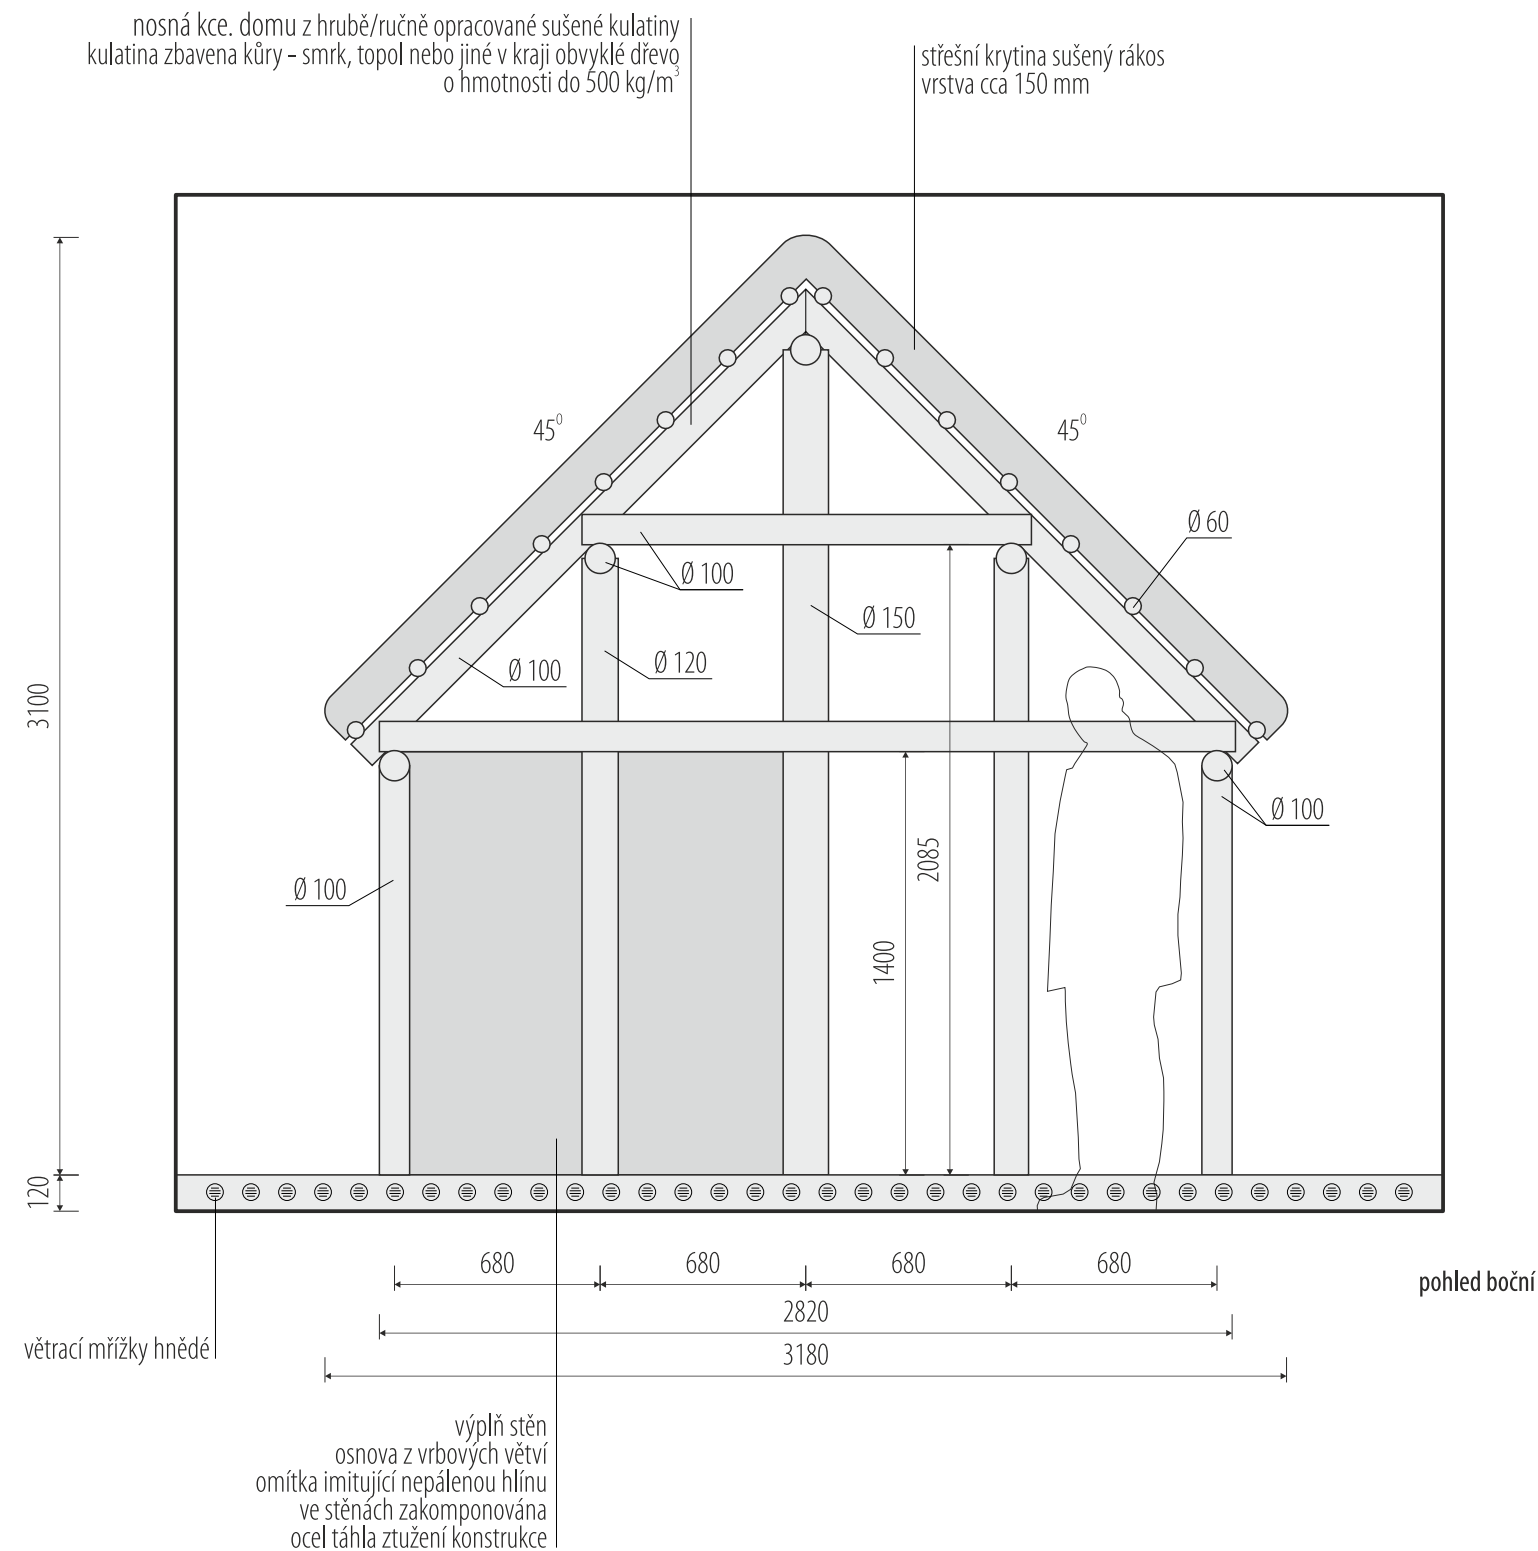 nosná kce. domu z hrubě/ručně opracované sušené kulatiny
kulatina zbavena kůry - smrk, topol nebo jiné v kraji obvyklé dřevo
o hmotnosti do 500 kg/m³
střešní krytina sušený rákos
vrstva cca 150 mm
45⁰
45⁰
Ø 60
Ø 100
Ø 150
Ø 120
Ø 100
3100
Ø 100
2085
Ø 100
1400
120
680
680
680
680
pohled boční
2820
větrací mřížky hnědé
3180
výplň stěn
osnova z vrbových větví
omítka imitující nepálenou hlínu
ve stěnách zakomponována
ocel táhla ztužení konstrukce